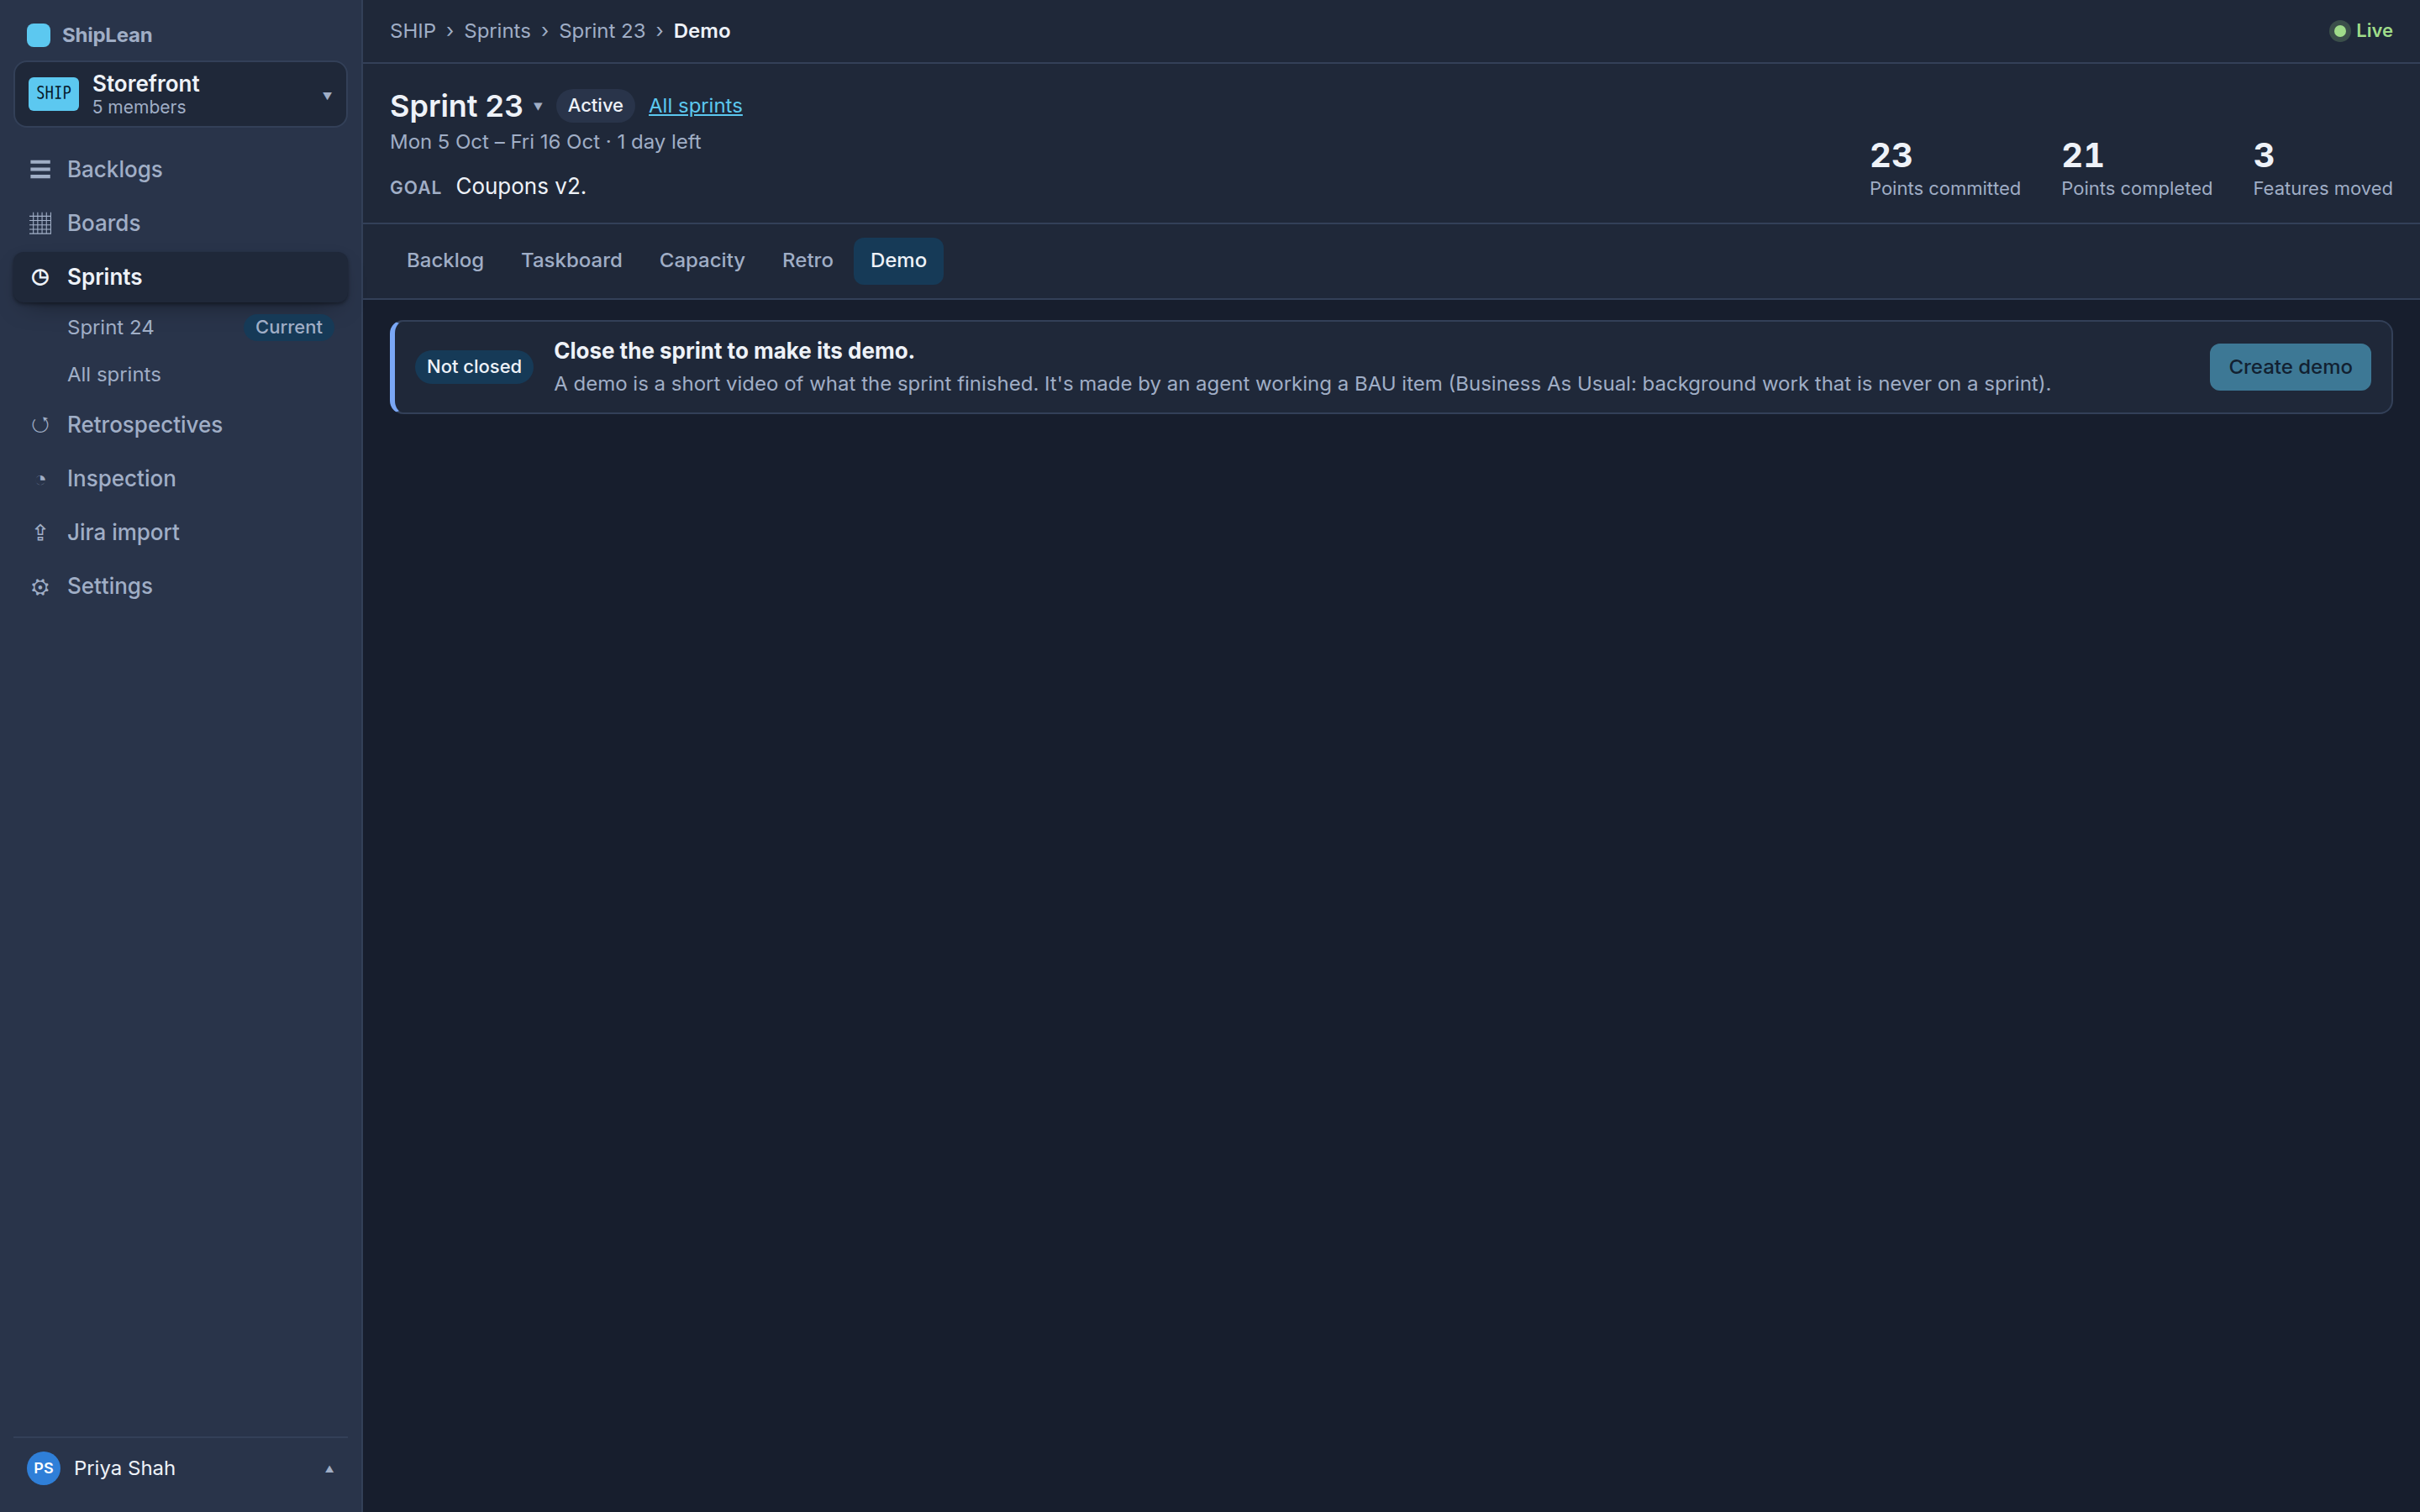 ShipLean
SHIP
Storefront
5 members
Backlogs
Boards
Sprints
Sprint 24
Current
All sprints
Retrospectives
Inspection
Jira import
Settings
PS
Priya Shah
SHIP › Sprints › Sprint 23 › Demo
Live
Sprint 23
Active
All sprints
Mon 5 Oct – Fri 16 Oct · 1 day left
GOAL Coupons v2.
23
Points committed
21
Points completed
3
Features moved
Backlog
Taskboard
Capacity
Retro
Demo
Not closed
Close the sprint to make its demo.
A demo is a short video of what the sprint finished. It's made by an agent working a BAU item (Business As Usual: background work that is never on a sprint).
Create demo